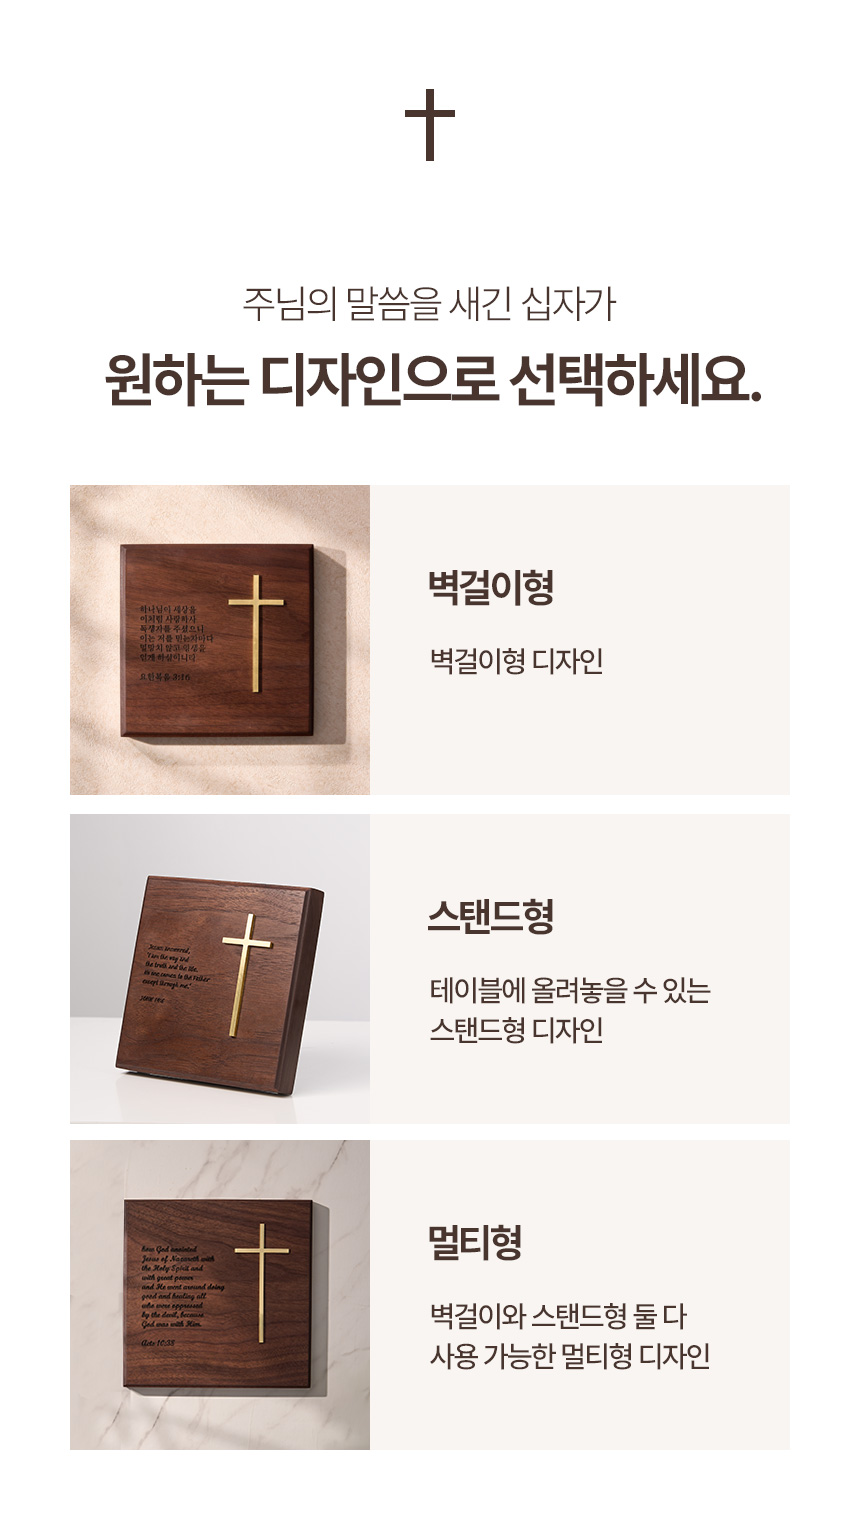 주님의 말씀을 새긴 십자가
원하는 디자인으로 선택하세요.
하나님이 세상을
이처럼 사랑하사
독생자를 주셨으니
이는 저를 믿는자마다
멸망치 않고 영생을
얻게 하심이니라
요한복음 3:16
벽걸이형
벽걸이형 디자인
Jesus answered,
"I am the way and
the truth and the life.
No one comes to the Father
except through me."
JOHN 14:6
스탠드형
테이블에 올려놓을 수 있는
스탠드형 디자인
how God anointed
Jesus of Nazareth with
the Holy Spirit and
with great power
and He went around doing
good and healing all
who were oppressed
by the devil, because
God was with Him.
Acts 10:38
멀티형
벽걸이와 스탠드형 둘 다
사용 가능한 멀티형 디자인